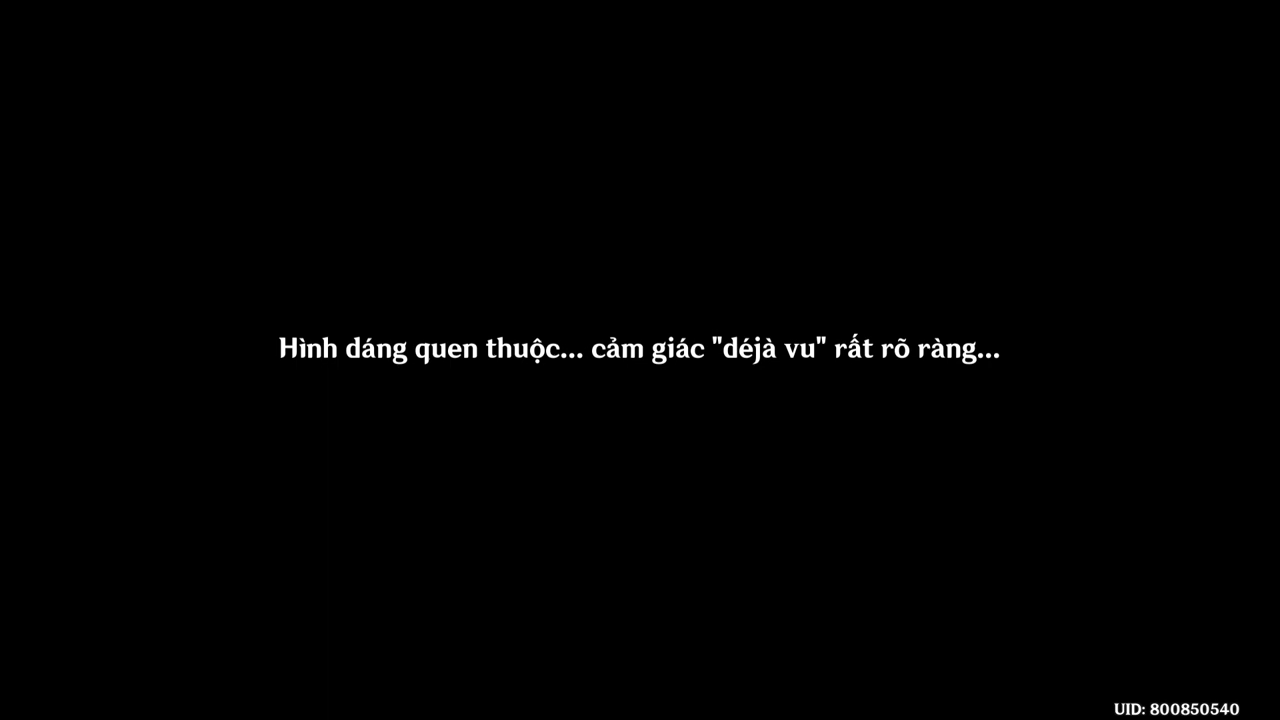 Hình dáng quen thuộc... cảm giác "déjà vu" rất rõ ràng...
UID: 800850540